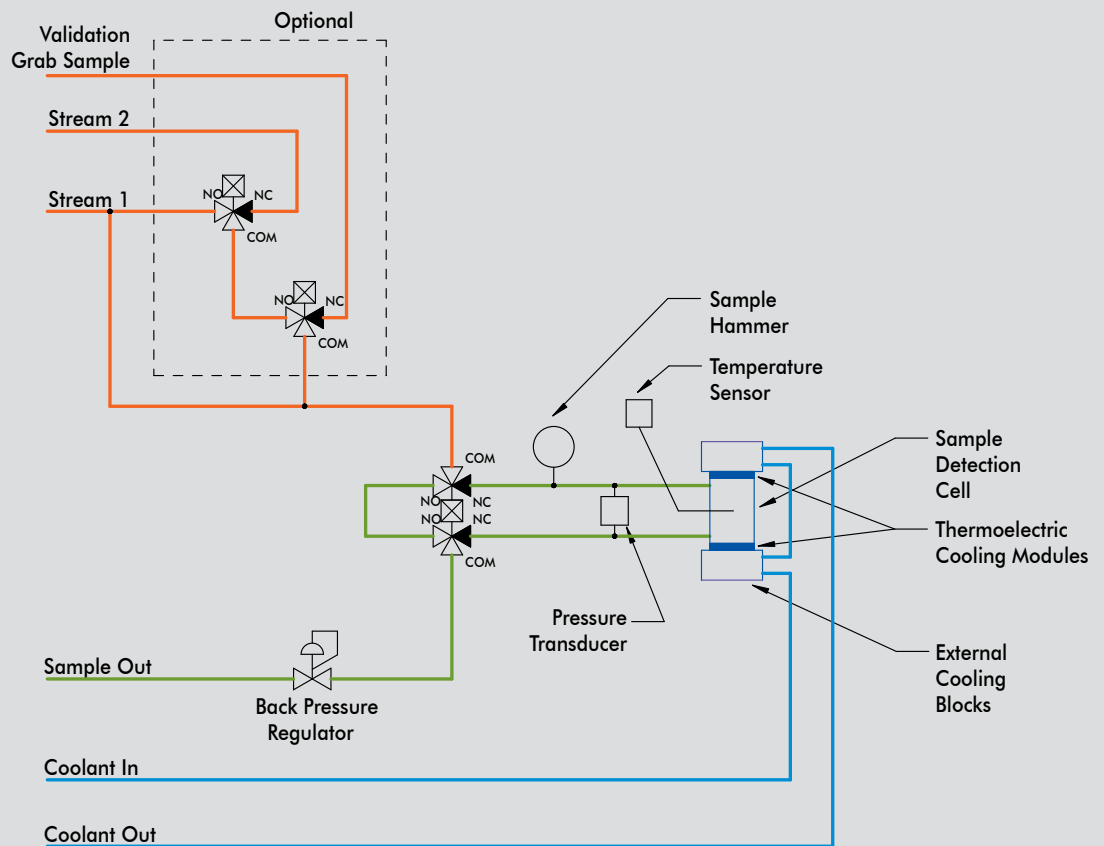 Optional
Validation
Grab Sample
Stream 2
Stream 1
NO
NC
COM
NO
NC
COM
Sample
Hammer
Temperature
Sensor
Sample
Detection
Cell
COM
NO
NC
NO
NC
COM
Thermoelectric
Cooling Modules
Pressure
Transducer
External
Cooling
Blocks
Sample Out
Back Pressure
Regulator
Coolant In
Coolant Out